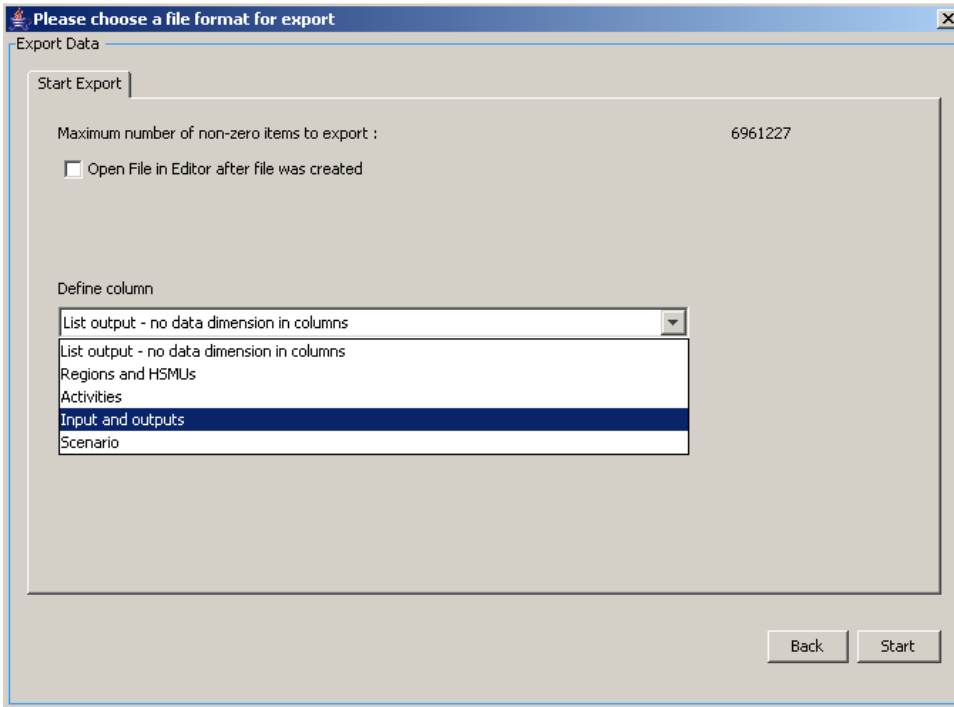 Please choose a file format for export
Export Data
Start Export
Maximum number of non-zero items to export : 6961227
Open File in Editor after file was created
Define column
List output - no data dimension in columns
List output - no data dimension in columns
Regions and HSMUs
Activities
Input and outputs
Scenario
Back Start